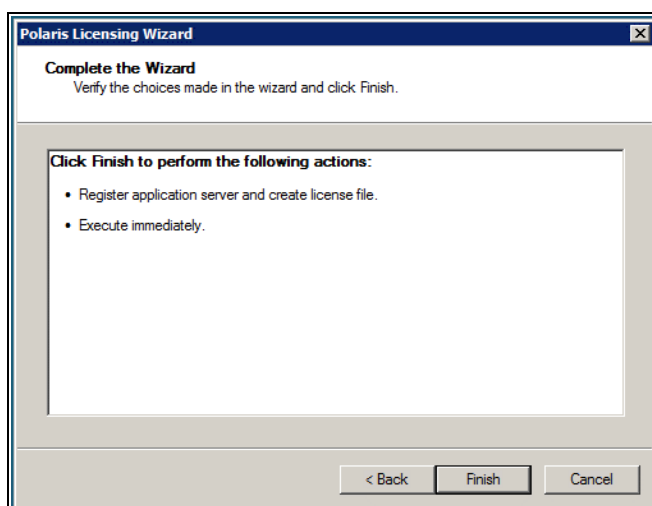 Polaris Licensing Wizard
Complete the Wizard
Verify the choices made in the wizard and click Finish.
Click Finish to perform the following actions:
• Register application server and create license file.
• Execute immediately.
< Back
Finish
Cancel